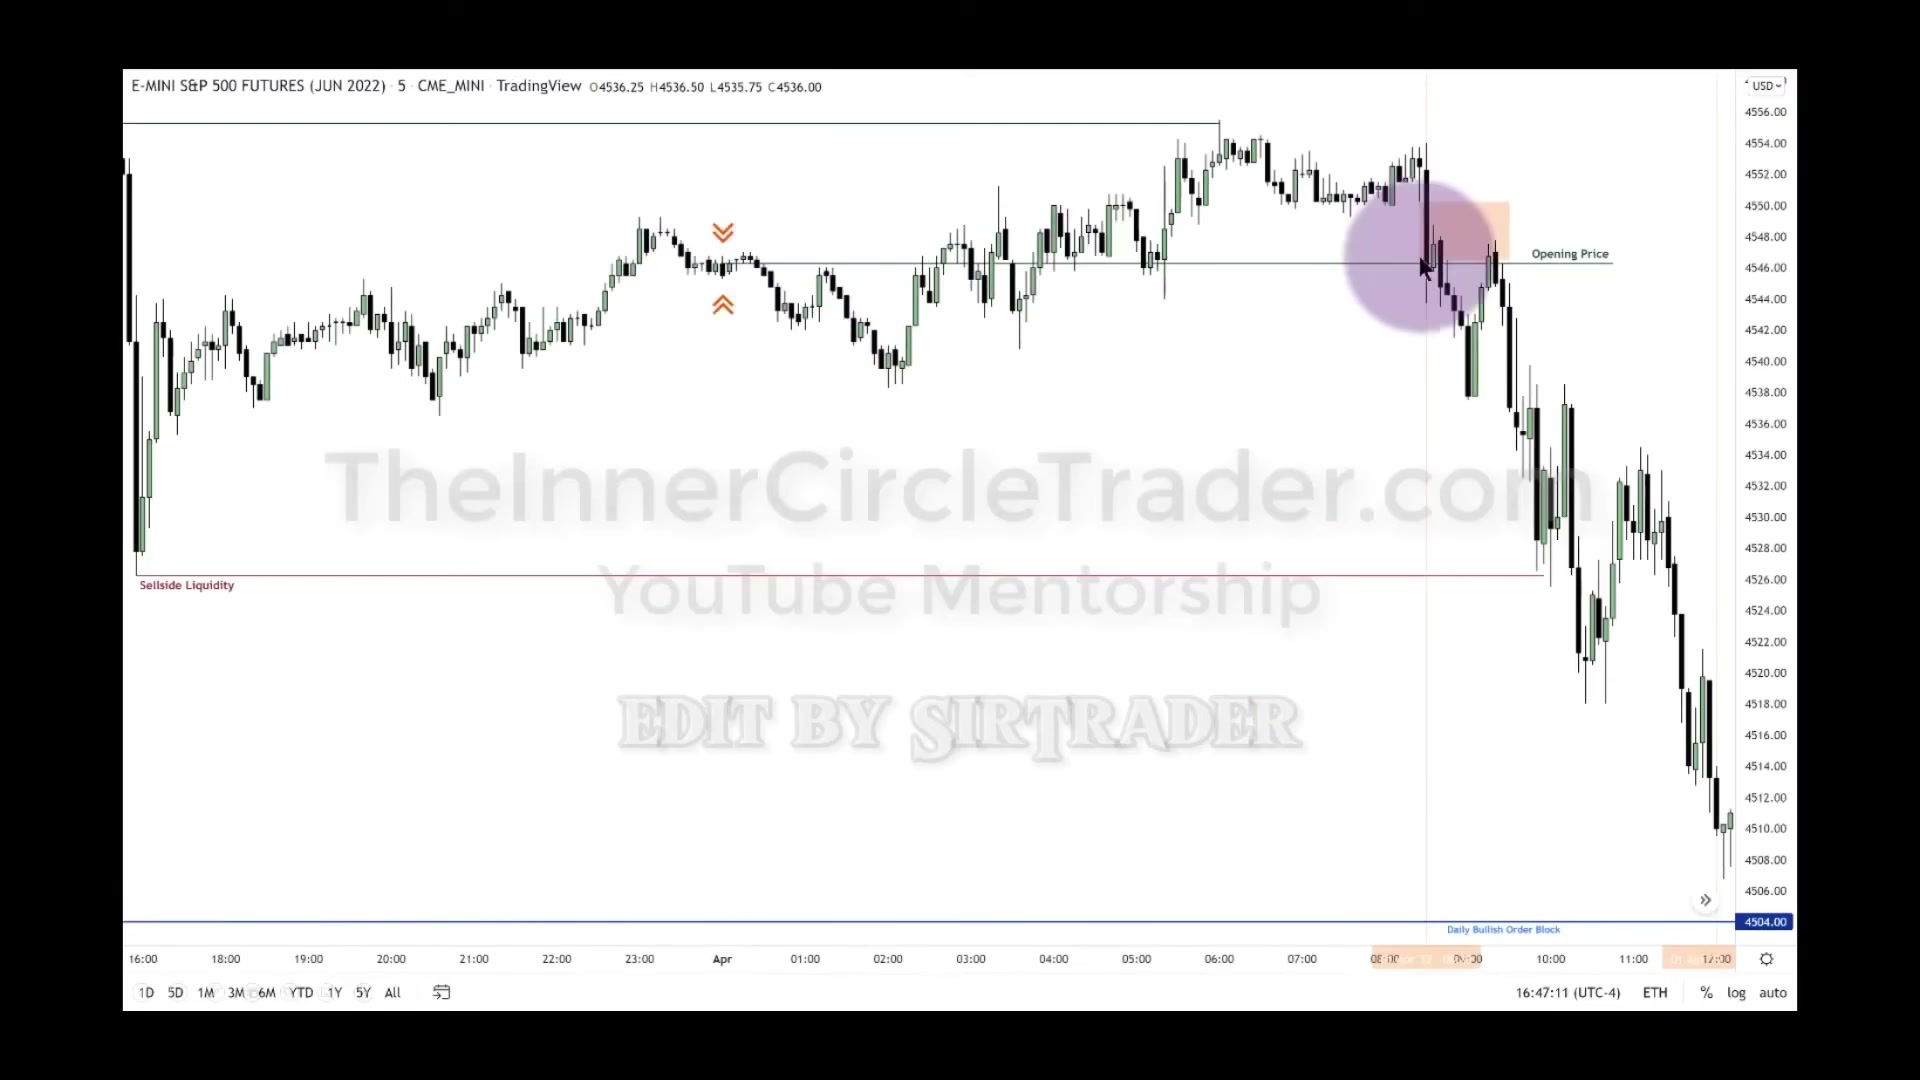 E-MINI S&P 500 FUTURES (JUN 2022) · 5 · CME_MINI · TradingView O4536.25 H4536.50 L4535.75 C4536.00
USD
4556.00
4554.00
4552.00
4550.00
4548.00
Opening Price
4546.00
4544.00
4542.00
4540.00
4538.00
4536.00
4534.00
TheInnerCircleTrader.com
4532.00
4530.00
4528.00
4526.00
Sellside Liquidity
YouTube Mentorship
4524.00
4522.00
4520.00
4518.00
EDIT BY SIRTRADER
4516.00
4514.00
4512.00
4510.00
4508.00
4506.00
4504.00
Daily Bullish Order Block
16:00 18:00 19:00 20:00 21:00 22:00 23:00 Apr 01:00 02:00 03:00 04:00 05:00 06:00 07:00 08:00 09:00 10:00 11:00 12:00
1D 5D 1M 3M 6M YTD 1Y 5Y All 16:47:11 (UTC-4) ETH % log auto